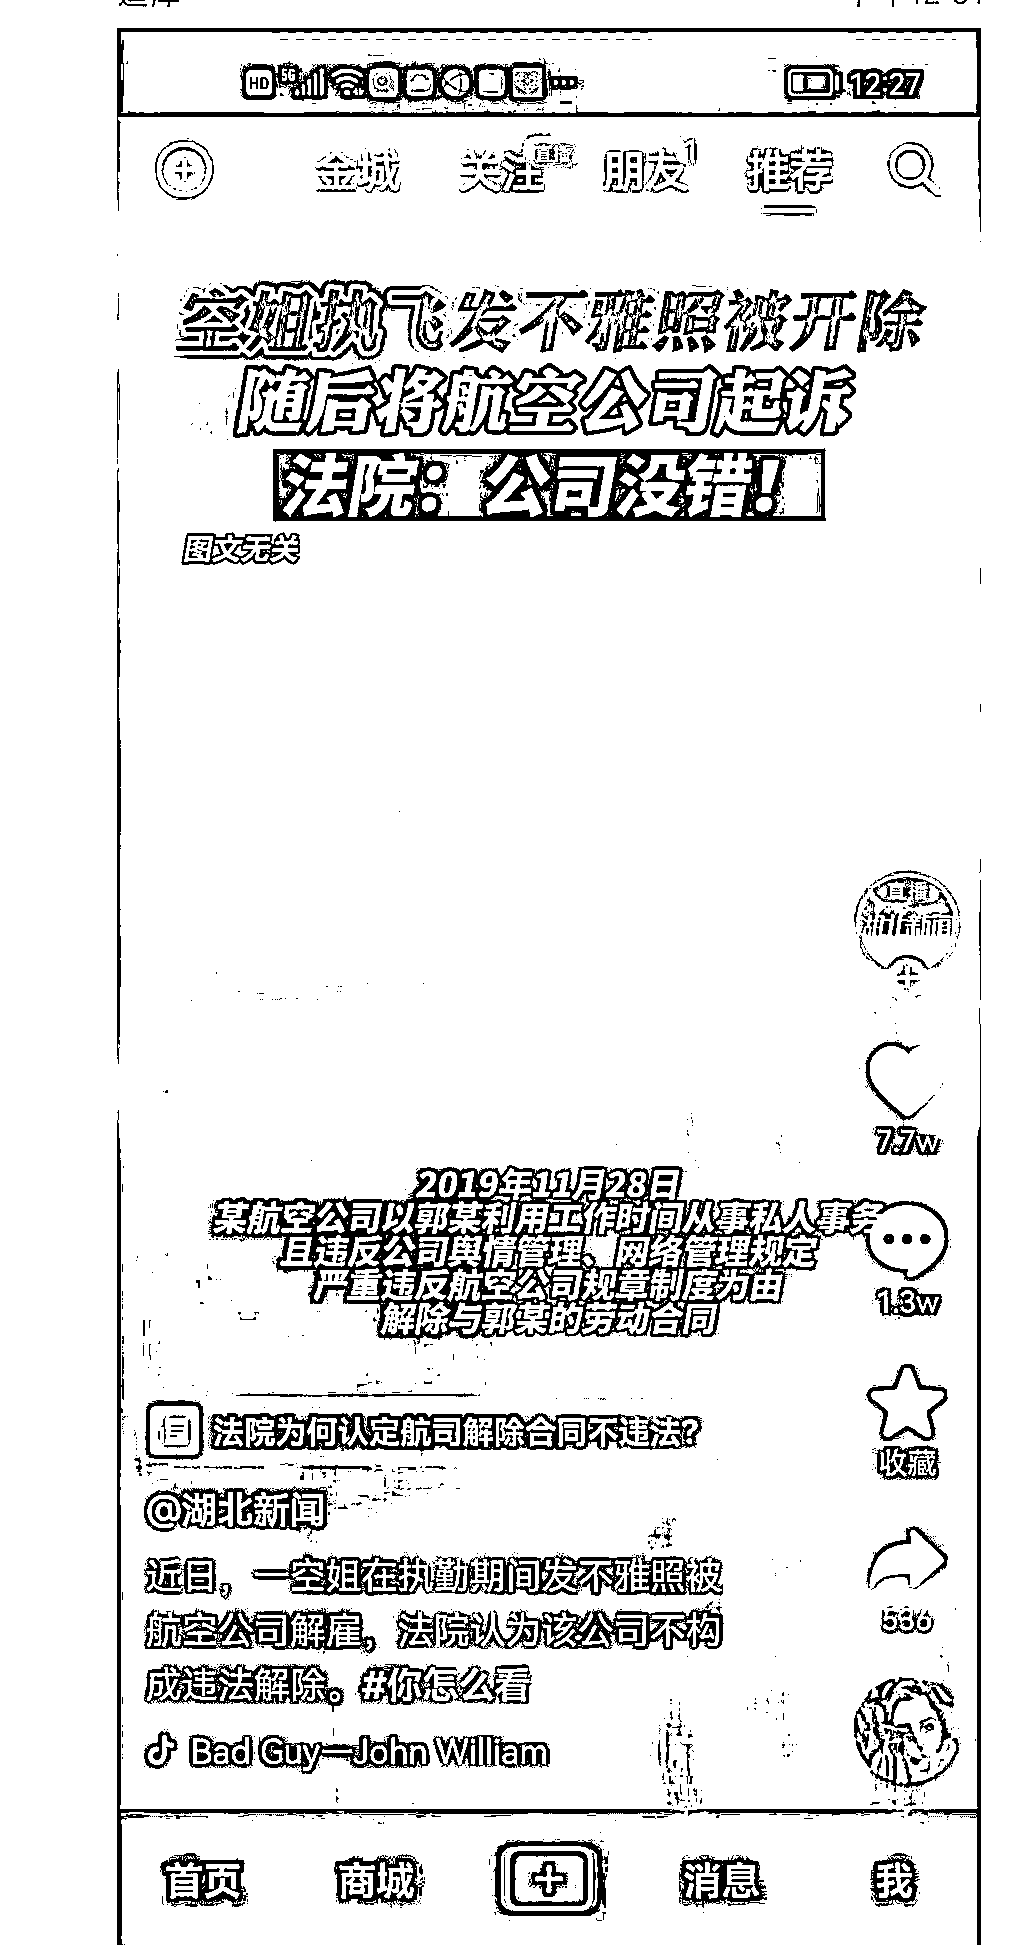 HD 5G 12:27
金城 关注 直播 朋友 1 推荐
空姐执飞发不雅照被开除
随后将航空公司起诉
法院：公司没错！
图文无关
直播
7.7w
2019年11月28日
某航空公司以郭某利用工作时间从事私人事务
且违反公司舆情管理、网络管理规定
严重违反航空公司规章制度为由
解除与郭某的劳动合同
1.3w
法院为何认定航司解除合同不违法？
收藏
@湖北新闻
近日，一空姐在执勤期间发不雅照被
航空公司解雇，法院认为该公司不构
成违法解除。#你怎么看
536
Bad Guy—John William
首页 商城 消息 我